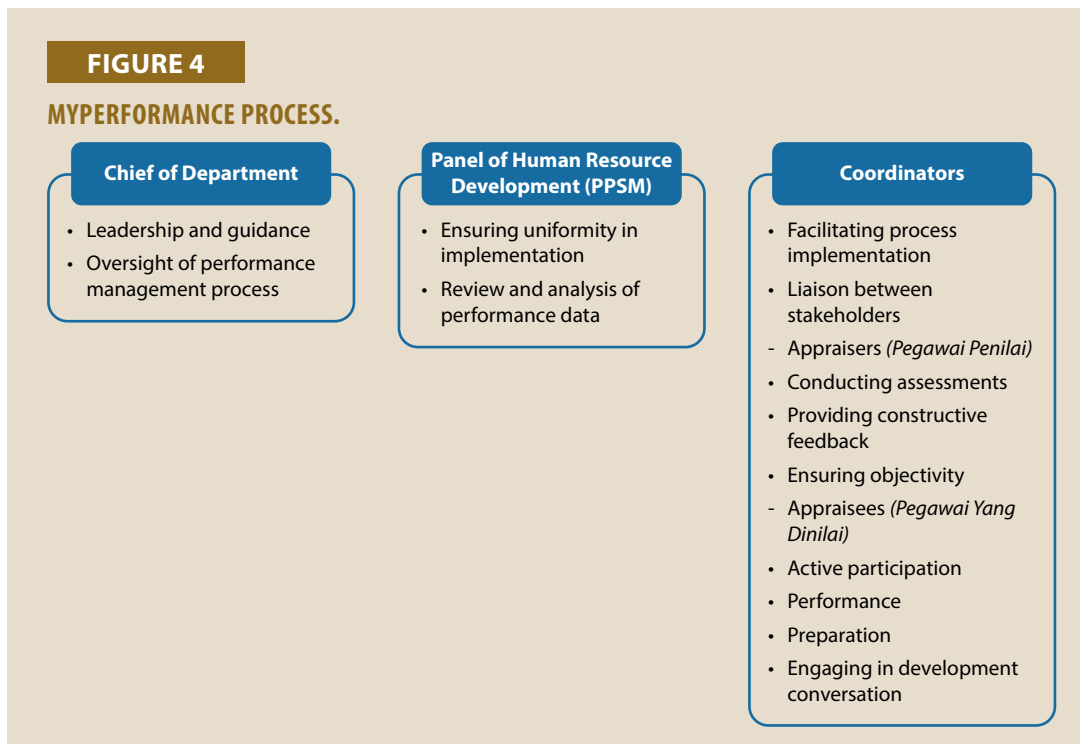 FIGURE 4
MYPERFORMANCE PROCESS.
Chief of Department
• Leadership and guidance
• Oversight of performance
management process
Panel of Human Resource
Development (PPSM)
• Ensuring uniformity in
implementation
• Review and analysis of
performance data
Coordinators
• Facilitating process
implementation
• Liaison between
stakeholders
- Appraisers (Pegawai Penilai)
• Conducting assessments
• Providing constructive
feedback
• Ensuring objectivity
- Appraisees (Pegawai Yang
Dinilai)
• Active participation
• Performance
• Preparation
• Engaging in development
conversation